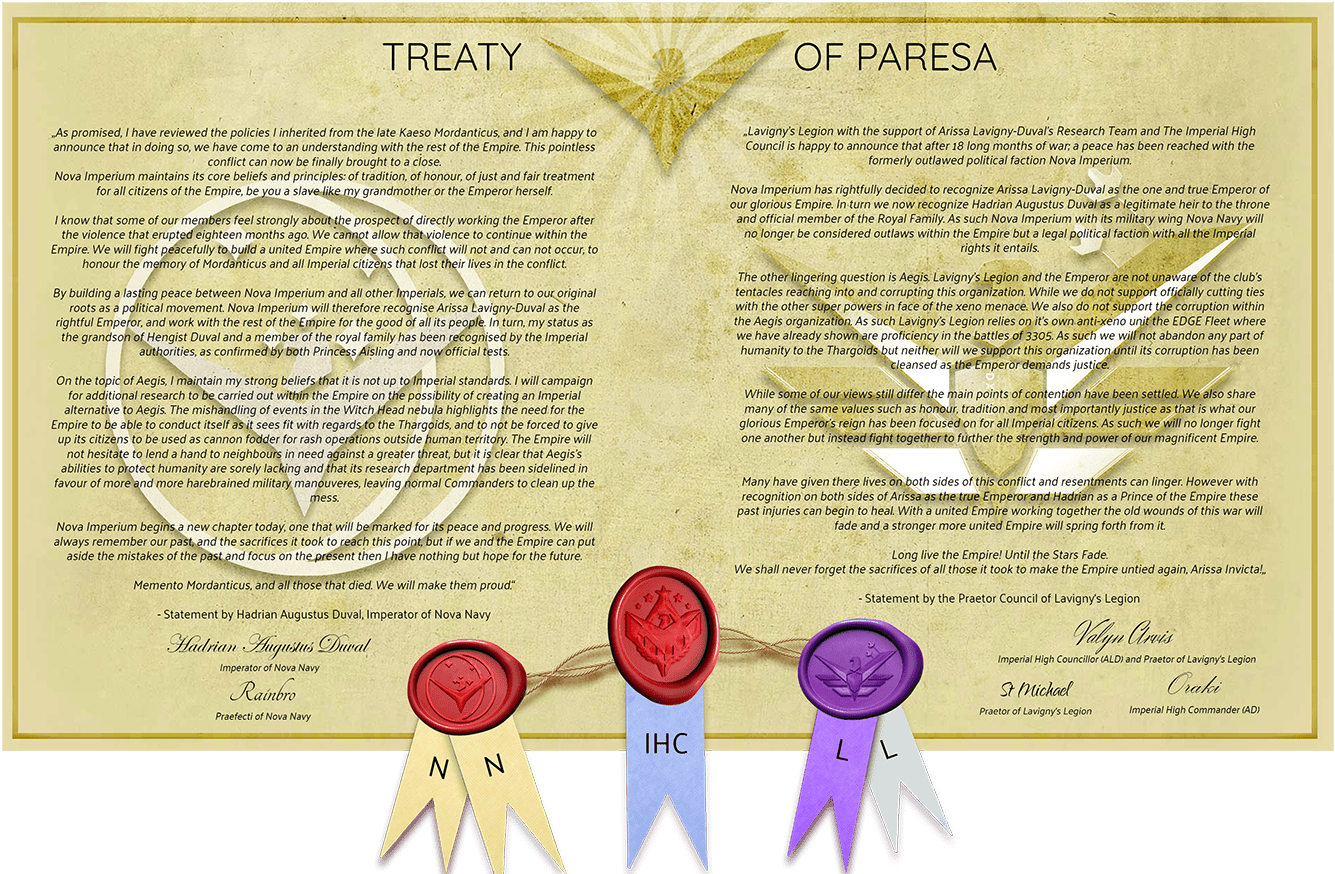 TREATY OF PARESA
„As promised, I have reviewed the policies I inherited from the late Kaeso Mordanticus, and I am happy to
announce that in doing so, we have come to an understanding with the rest of the Empire. This pointless
conflict can now be finally brought to a close.
Nova Imperium maintains its core beliefs and principles: of tradition, of honour, of just and fair treatment
for all citizens of the Empire, be you a slave like my grandmother or the Emperor herself.
I know that some of our members feel strongly about the prospect of directly working the Emperor after
the violence that erupted eighteen months ago. We cannot allow that violence to continue within the
Empire. We will fight peacefully to build a united Empire where such conflict will not and can not occur, to
honour the memory of Mordanticus and all Imperial citizens that lost their lives in the conflict.
By building a lasting peace between Nova Imperium and all other Imperials, we can return to our original
roots as a political movement. Nova Imperium will therefore recognise Arissa Lavigny-Duval as the
rightful Emperor, and work with the rest of the Empire for the good of all its people. In turn, my status as
the grandson of Hengist Duval and a member of the royal family has been recognised by the Imperial
authorities, as confirmed by both Princess Aisling and now official tests.
On the topic of Aegis, I maintain my strong beliefs that it is not up to Imperial standards. I will campaign
for additional research to be carried out within the Empire on the possibility of creating an Imperial
alternative to Aegis. The mishandling of events in the Witch Head nebula highlights the need for the
Empire to be able to conduct itself as it sees fit with regards to the Thargoids, and to not be forced to give
up its citizens to be used as cannon fodder for rash operations outside human territory. The Empire will
not hesitate to lend a hand to neighbours in need against a greater threat, but it is clear that Aegis's
abilities to protect humanity are sorely lacking and that its research department has been sidelined in
favour of more and more harebrained military manouveres, leaving normal Commanders to clean up the
mess.
Nova Imperium begins a new chapter today, one that will be marked for its peace and progress. We will
always remember our past, and the sacrifices it took to reach this point, but if we and the Empire can put
aside the mistakes of the past and focus on the present then I have nothing but hope for the future.
Memento Mordanticus, and all those that died. We will make them proud."
- Statement by Hadrian Augustus Duval, Imperator of Nova Navy
Hadrian Augustus Duval
Imperator of Nova Navy
Rainbro
Praefecti of Nova Navy
„Lavigny's Legion with the support of Arissa Lavigny-Duval's Research Team and The Imperial High
Council is happy to announce that after 18 long months of war; a peace has been reached with the
formerly outlawed political faction Nova Imperium.
Nova Imperium has rightfully decided to recognize Arissa Lavigny-Duval as the one and true Emperor of
our glorious Empire. In turn we now recognize Hadrian Augustus Duval as a legitimate heir to the throne
and official member of the Royal Family. As such Nova Imperium with its military wing Nova Navy will
no longer be considered outlaws within the Empire but a legal political faction with all the Imperial
rights it entails.
The other lingering question is Aegis. Lavigny's Legion and the Emperor are not unaware of the club's
tentacles reaching into and corrupting this organization. While we do not support officially cutting ties
with the other super powers in face of the xeno menace. We also do not support the corruption within
the Aegis organization. As such Lavigny's Legion relies on it's own anti-xeno unit the EDGE Fleet where
we have already shown are proficiency in the battles of 3305. As such we will not abandon any part of
humanity to the Thargoids but neither will we support this organization until its corruption has been
cleansed as the Emperor demands justice.
While some of our views still differ the main points of contention have been settled. We also share
many of the same values such as honor, tradition and most importantly justice as that is what our
glorious Emperor's reign has been focused on for all Imperial citizens. As such we will no longer fight
one another but instead fight together to further the strength and power of our magnificent Empire.
Many have given there lives on both sides of this conflict and resentments can linger. However with
recognition on both sides of Arissa as the true Emperor and Hadrian as a Prince of the Empire these
past injuries can begin to heal. With a united Empire working together the old wounds of this war will
fade and a stronger more united Empire will spring forth from it.
Long live the Empire! Until the Stars Fade.
We shall never forget the sacrifices of all those it took to make the Empire untied again, Arissa Invicta!„
- Statement by the Praetor Council of Lavigny's Legion
Valyn Arvis
Imperial High Councillor (ALD) and Praetor of Lavigny's Legion
St Michael
Praetor of Lavigny's Legion
Oraki
Imperial High Commander (AD)
N N
IHC
L L